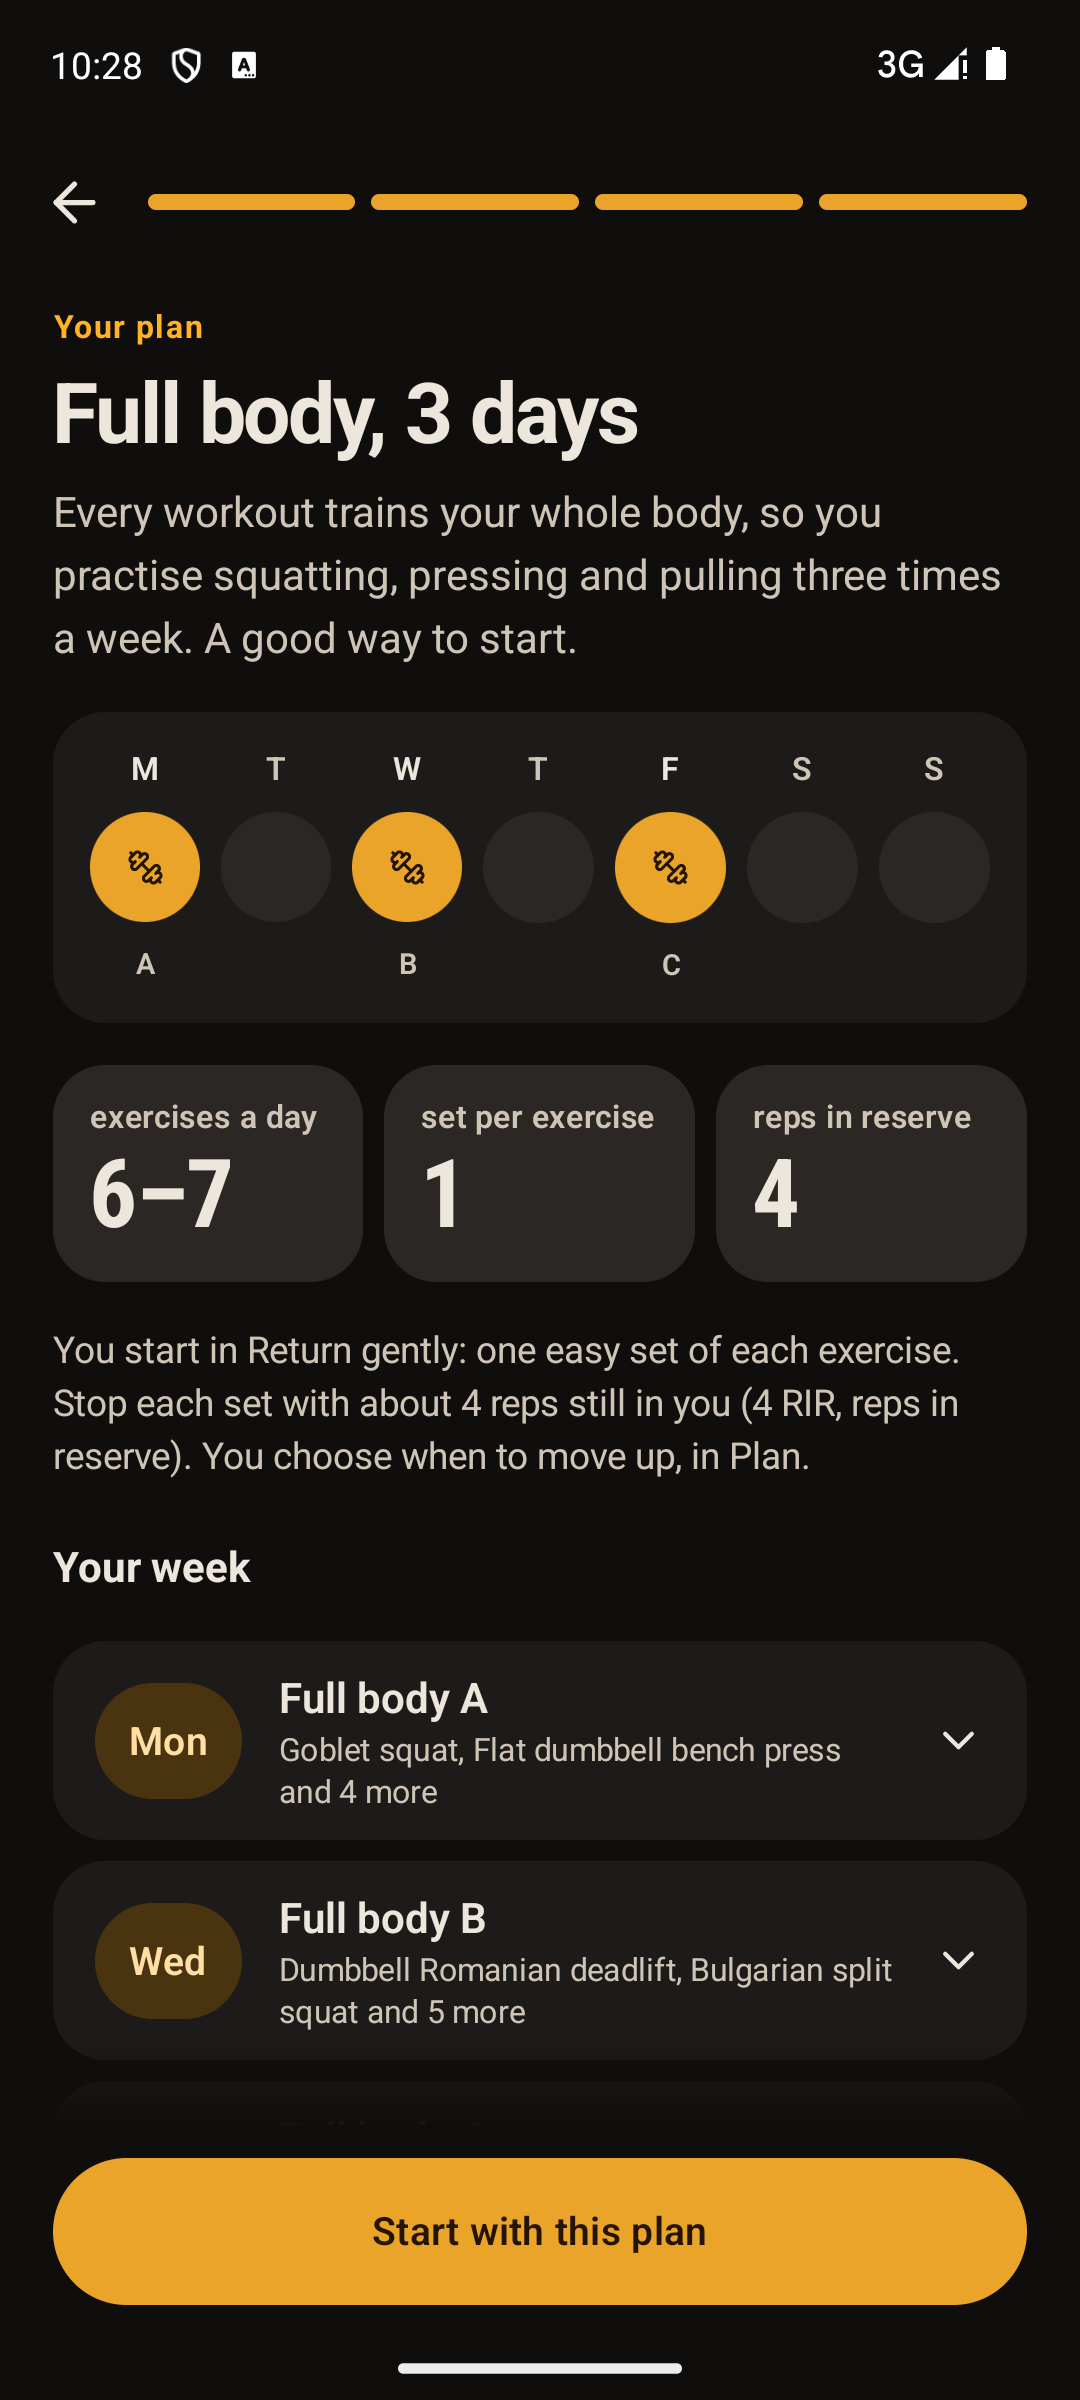 10:28
3G
Your plan
Full body, 3 days
Every workout trains your whole body, so you
practise squatting, pressing and pulling three times
a week. A good way to start.
M T W T F S S
A B C
exercises a day
6–7
set per exercise
1
reps in reserve
4
You start in Return gently: one easy set of each exercise.
Stop each set with about 4 reps still in you (4 RIR, reps in
reserve). You choose when to move up, in Plan.
Your week
Mon
Full body A
Goblet squat, Flat dumbbell bench press
and 4 more
Wed
Full body B
Dumbbell Romanian deadlift, Bulgarian split
squat and 5 more
Start with this plan